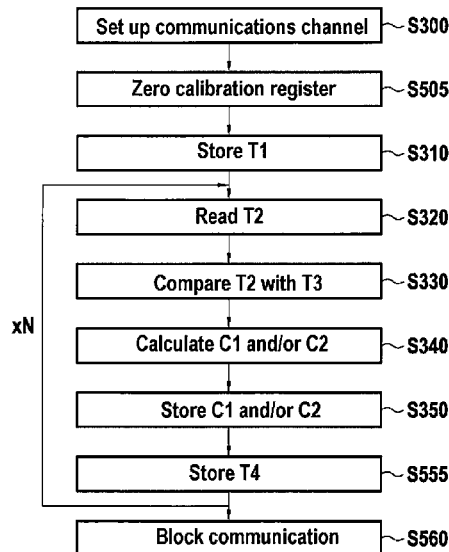 Set up communications channel S300
Zero calibration register S505
Store T1 S310
Read T2 S320
Compare T2 with T3 S330
xN
Calculate C1 and/or C2 S340
Store C1 and/or C2 S350
Store T4 S555
Block communication S560